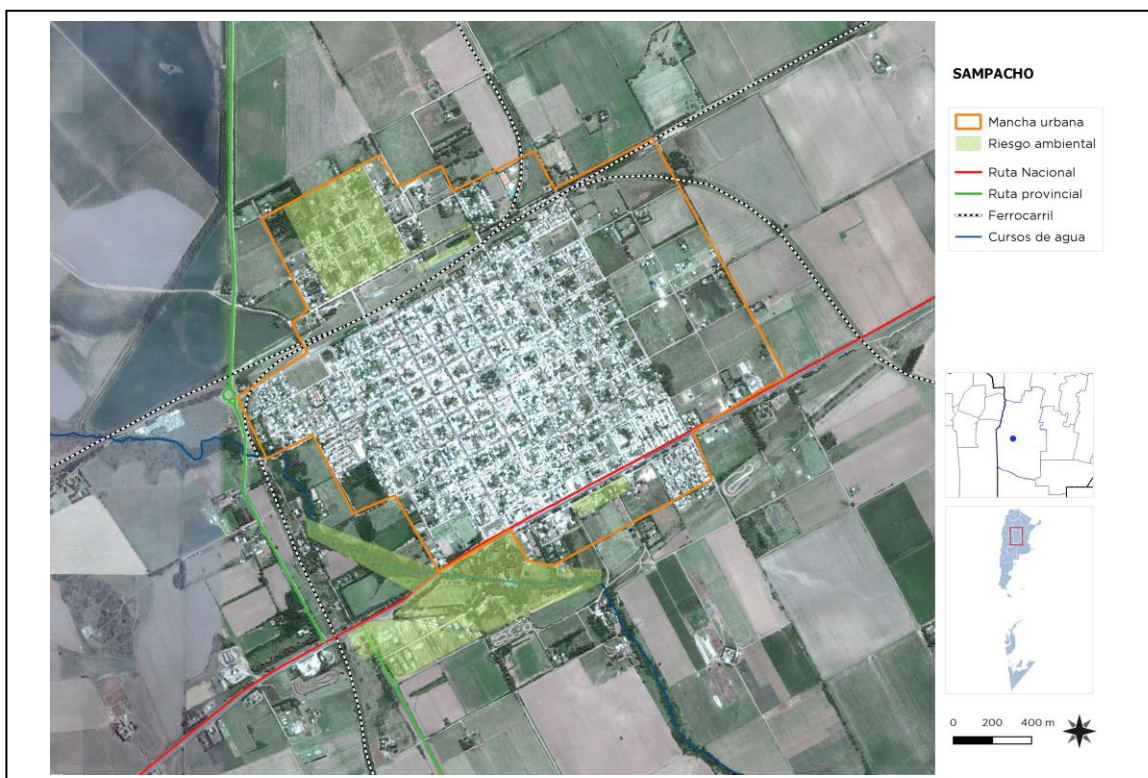 SAMPACHO
Mancha urbana
Riesgo ambiental
Ruta Nacional
Ruta provincial
Ferrocarril
Cursos de agua
0 200 400 m